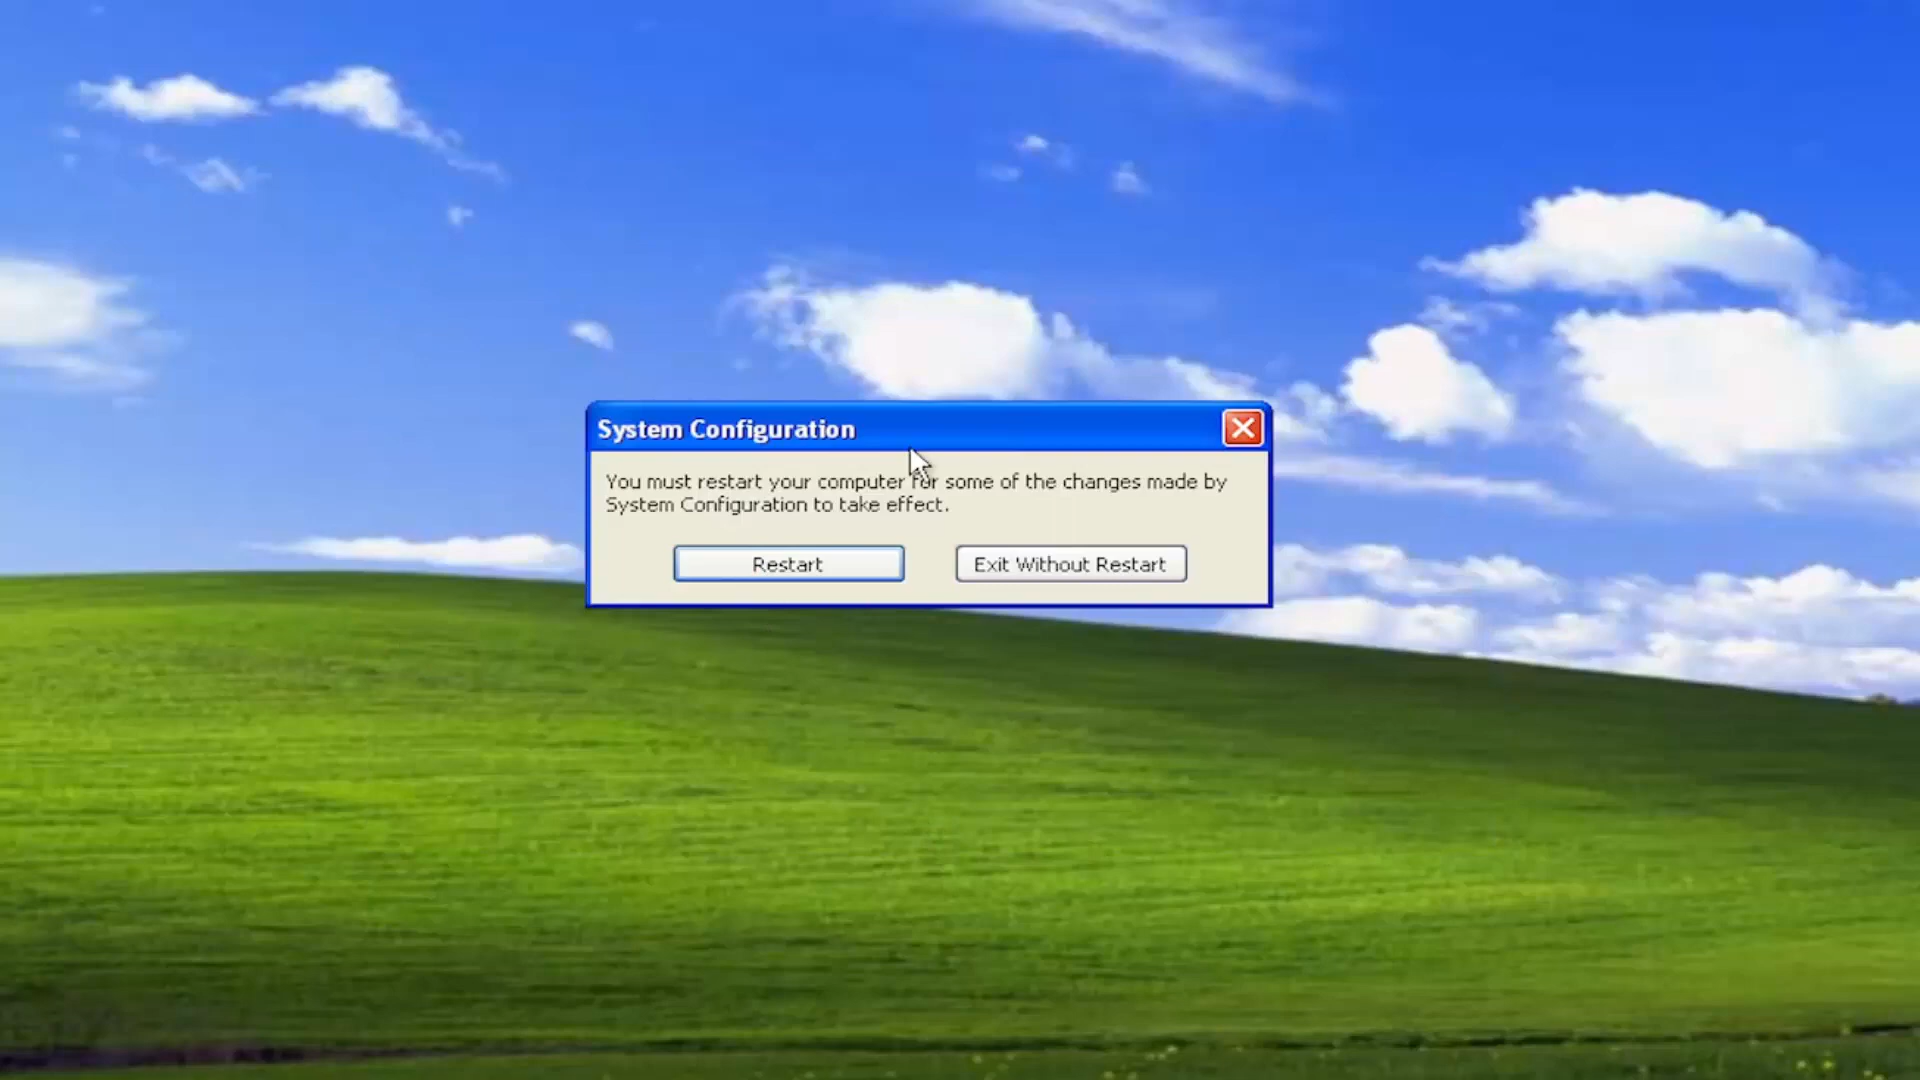 System Configuration
You must restart your computer for some of the changes made by
System Configuration to take effect.
Restart
Exit Without Restart